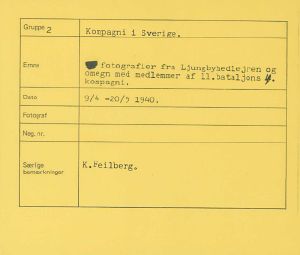 Gruppe 2
Kompagni i Sverige.
Emne
fotografier fra Ljungbyhedlejren og
omegn med medlemmer af 11.bataljons 4.
kompagni.
Dato
9/4 -20/5 1940.
Fotograf
Neg. nr.
Særlige
bemærkninger
K.Feilberg.